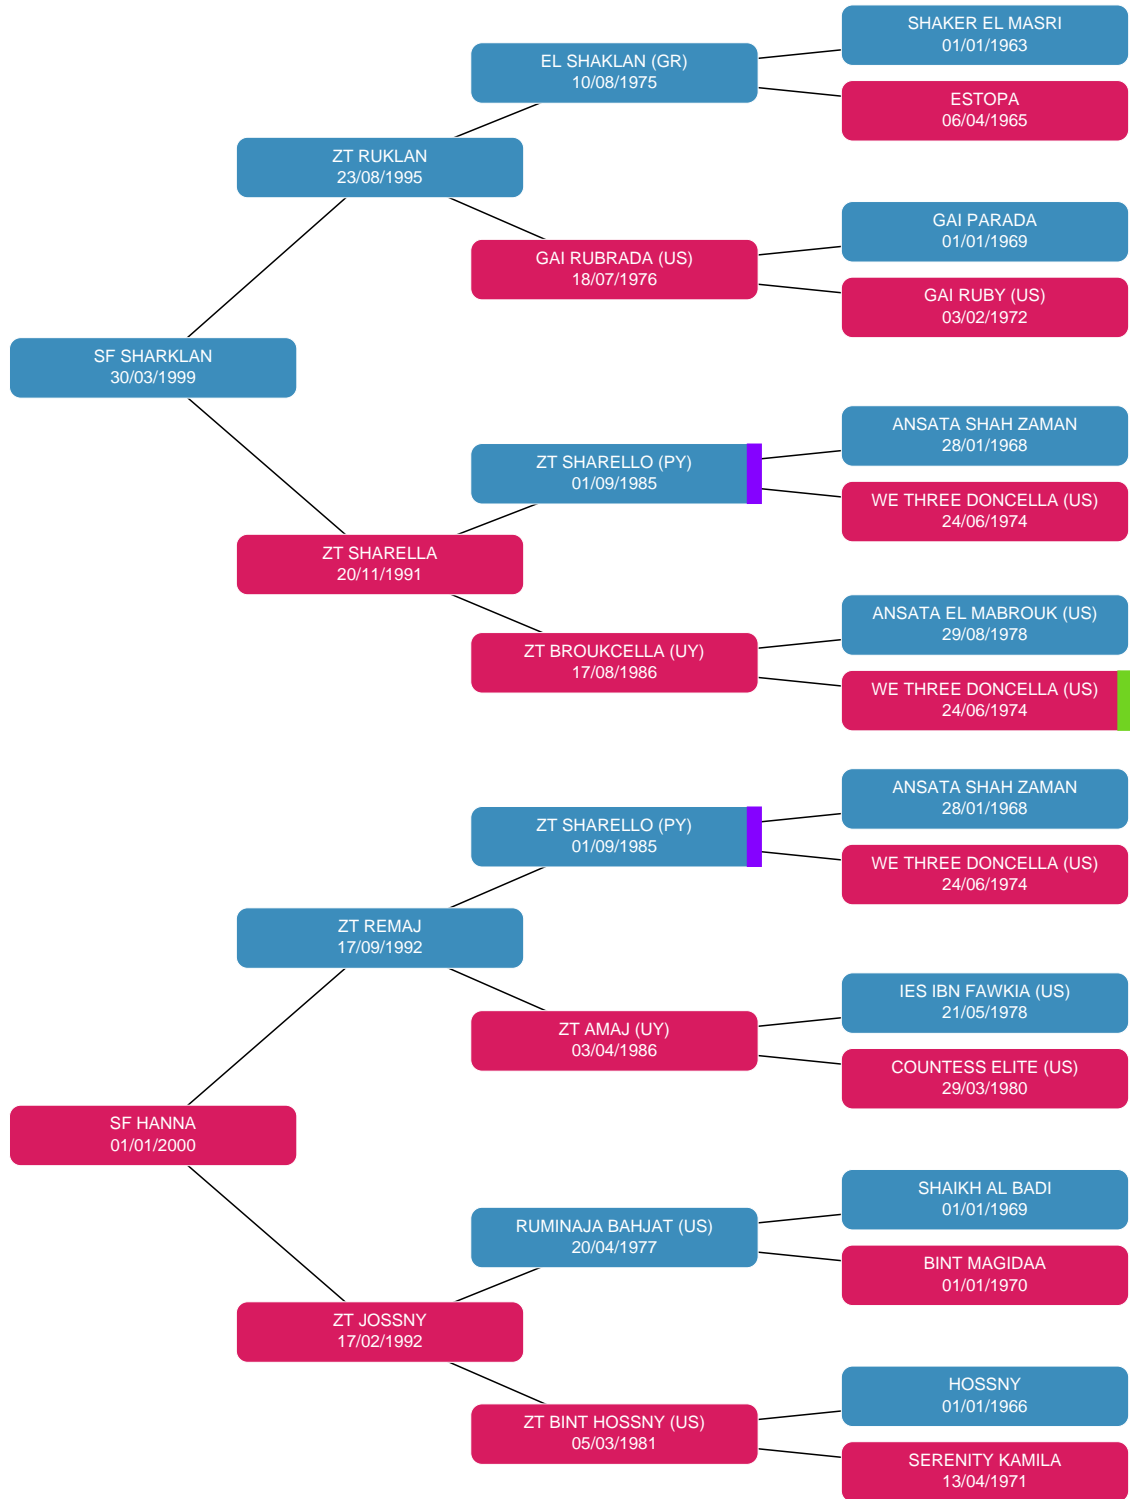 SHAKER EL MASRI
01/01/1963
EL SHAKLAN (GR)
10/08/1975
ESTOPA
06/04/1965
ZT RUKLAN
23/08/1995
GAI PARADA
01/01/1969
GAI RUBRADA (US)
18/07/1976
GAI RUBY (US)
03/02/1972
SF SHARKLAN
30/03/1999
ANSATA SHAH ZAMAN
28/01/1968
ZT SHARELLO (PY)
01/09/1985
WE THREE DONCELLA (US)
24/06/1974
ZT SHARELLA
20/11/1991
ANSATA EL MABROUK (US)
29/08/1978
ZT BROUKCELLA (UY)
17/08/1986
WE THREE DONCELLA (US)
24/06/1974
ANSATA SHAH ZAMAN
28/01/1968
ZT SHARELLO (PY)
01/09/1985
WE THREE DONCELLA (US)
24/06/1974
ZT REMAJ
17/09/1992
IES IBN FAWKIA (US)
21/05/1978
ZT AMAJ (UY)
03/04/1986
COUNTESS ELITE (US)
29/03/1980
SF HANNA
01/01/2000
SHAIKH AL BADI
01/01/1969
RUMINAJA BAHJAT (US)
20/04/1977
BINT MAGIDAA
01/01/1970
ZT JOSSNY
17/02/1992
HOSSNY
01/01/1966
ZT BINT HOSSNY (US)
05/03/1981
SERENITY KAMILA
13/04/1971